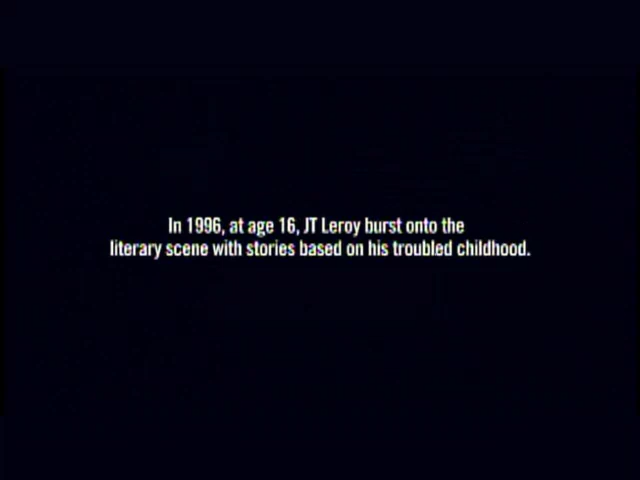 In 1996, at age 16, JT Leroy burst onto the
literary scene with stories based on his troubled childhood.